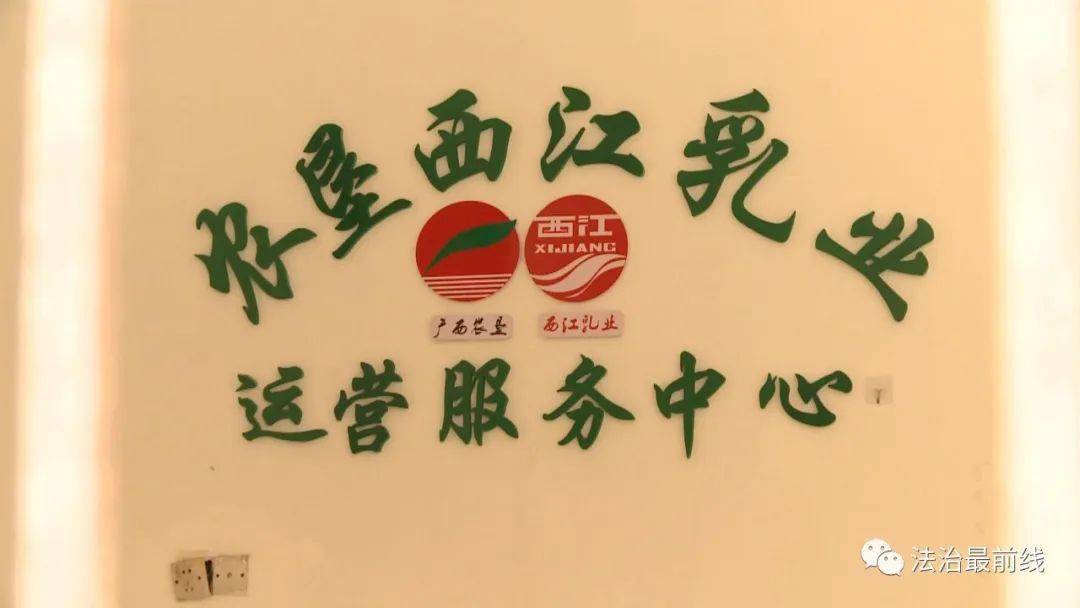 农垦西江乳业
西江
XIJIANG
广西农垦
西江乳业
运营服务中心
法治最前线